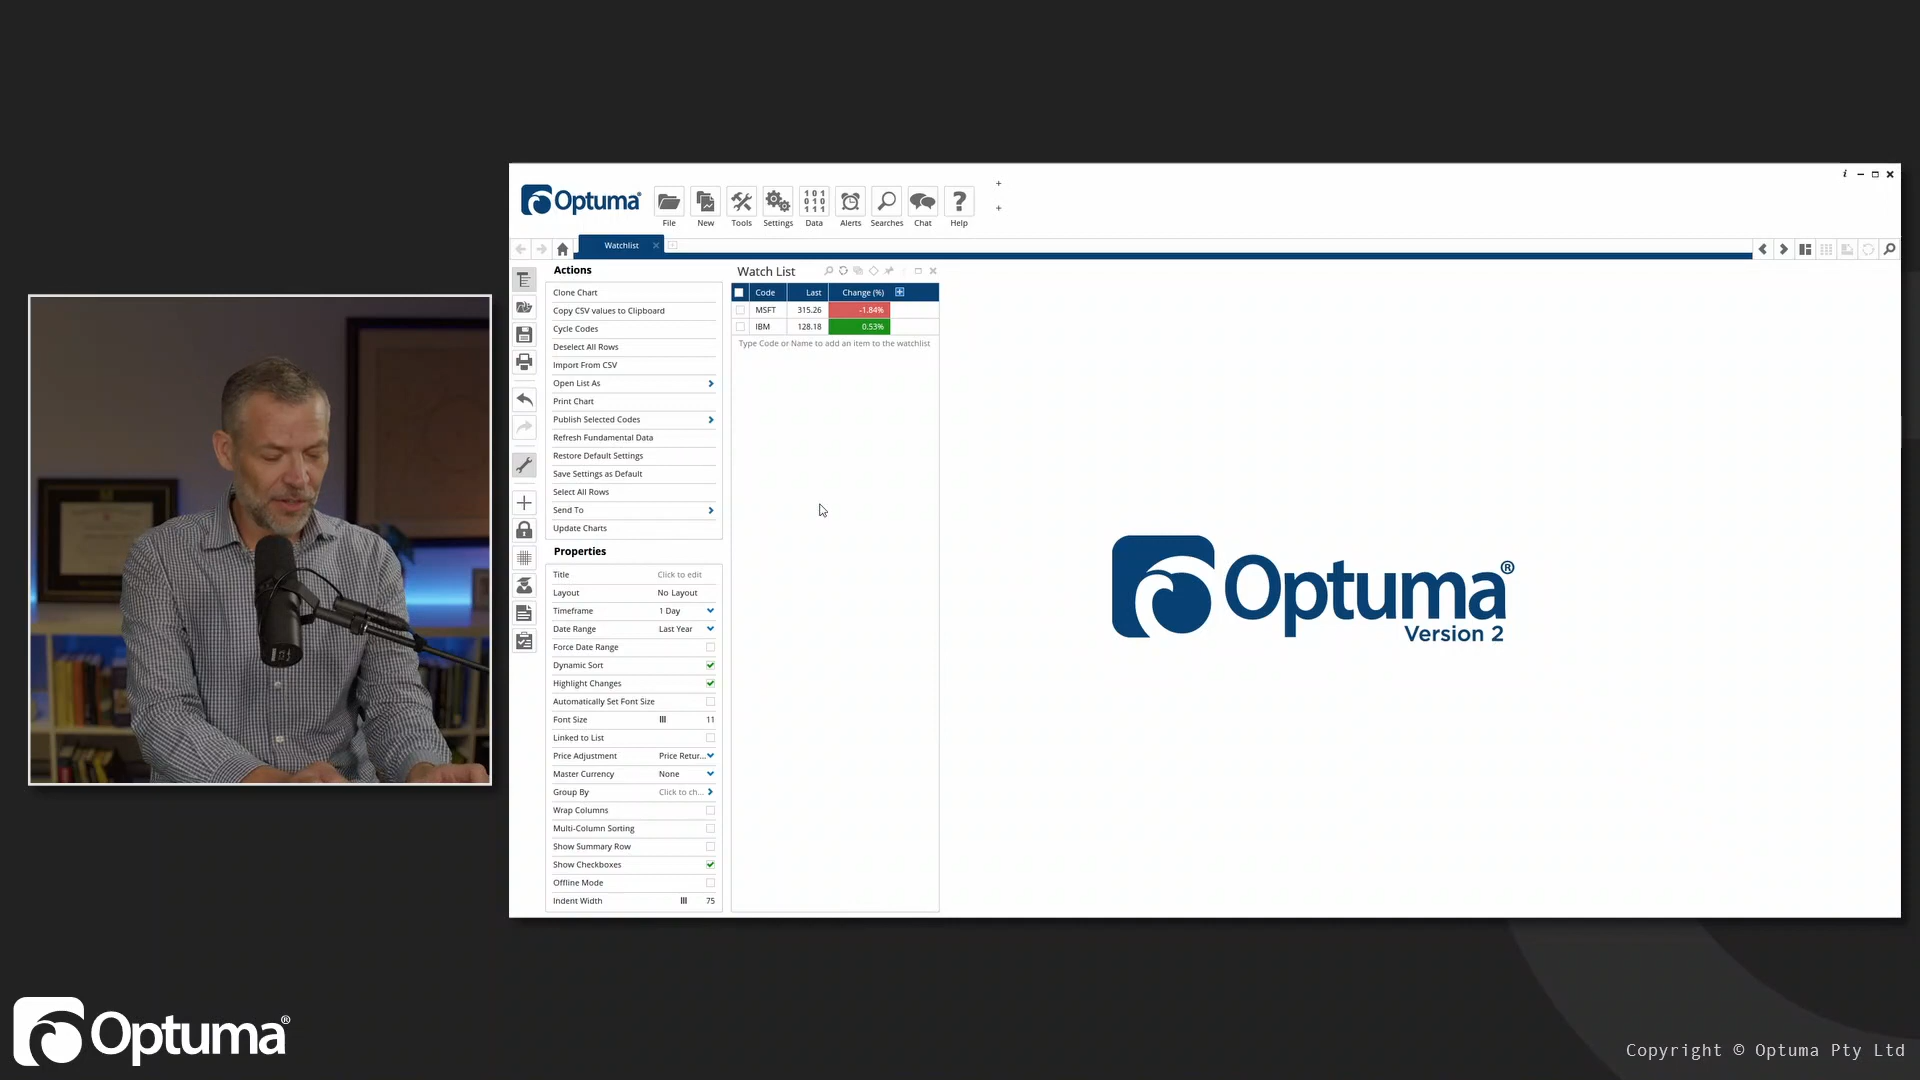 Optuma®
File
New
Tools
Settings
Data
Alerts
Searches
Chat
Help
Watchlist
Actions
Clone Chart
Copy CSV values to Clipboard
Cycle Codes
Deselect All Rows
Import From CSV
Open List As
Print Chart
Publish Selected Codes
Refresh Fundamental Data
Restore Default Settings
Save Settings as Default
Select All Rows
Send To
Update Charts
Properties
Title Click to edit
Layout No Layout
Timeframe 1 Day
Date Range Last Year
Force Date Range
Dynamic Sort
Highlight Changes
Automatically Set Font Size
Font Size 11
Linked to List
Price Adjustment Price Retur...
Master Currency None
Group By Click to ch...
Wrap Columns
Multi-Column Sorting
Show Summary Row
Show Checkboxes
Offline Mode
Indent Width 75
Watch List
Code Last Change (%)
MSFT 315.26 -1.84%
IBM 128.18 0.53%
Type Code or Name to add an item to the watchlist
Optuma®
Version 2
Optuma®
Copyright © Optuma Pty Ltd